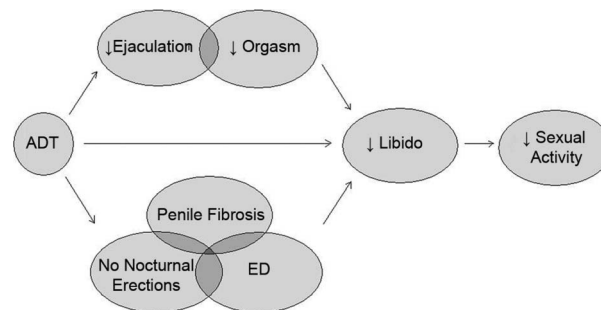 ↓Ejaculation
↓ Orgasm
ADT
↓ Libido
↓ Sexual
Activity
Penile Fibrosis
No Nocturnal
Erections
ED